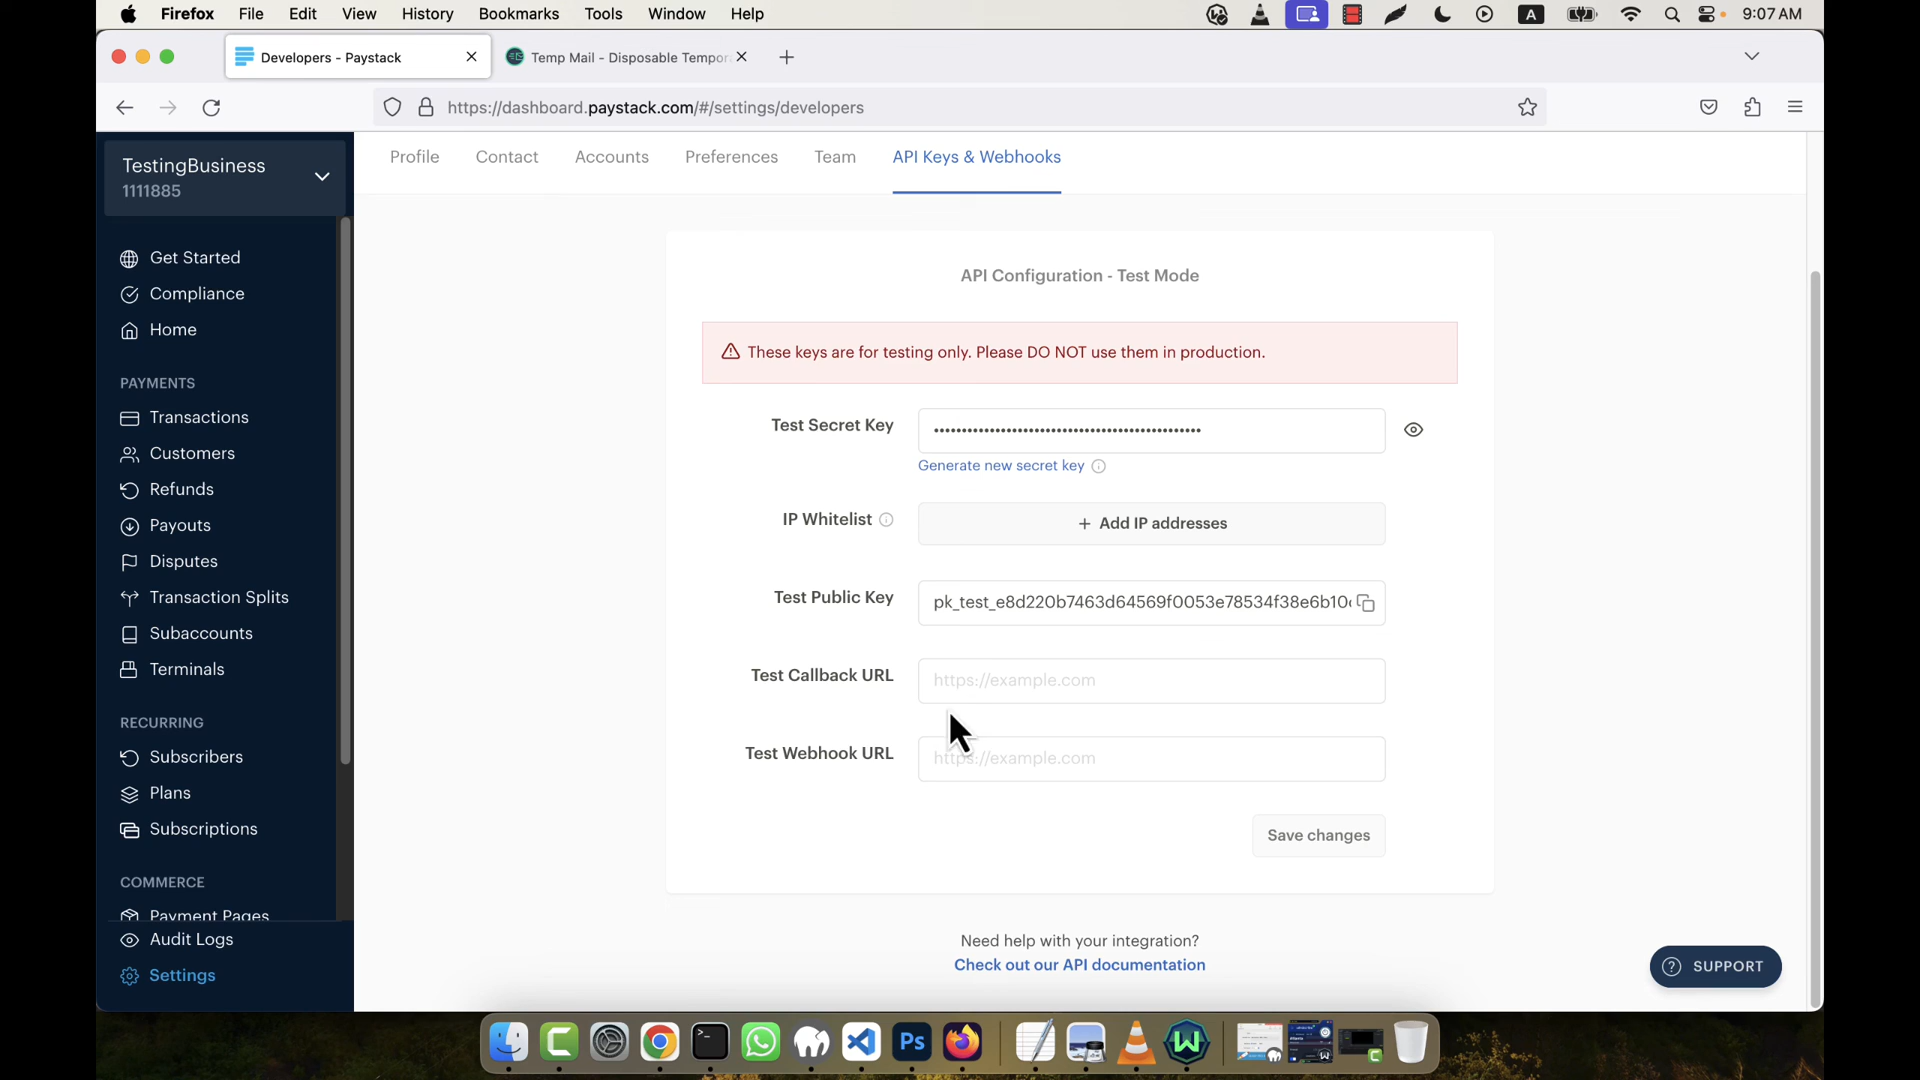 Firefox File Edit View History Bookmarks Tools Window Help
A 9:07 AM
Developers - Paystack
Temp Mail - Disposable Tempor
https://dashboard.paystack.com/#/settings/developers
TestingBusiness
1111885
Profile Contact Accounts Preferences Team API Keys & Webhooks
Get Started
Compliance
Home
PAYMENTS
Transactions
Customers
Refunds
Payouts
Disputes
Transaction Splits
Subaccounts
Terminals
RECURRING
Subscribers
Plans
Subscriptions
COMMERCE
Payment Pages
Audit Logs
Settings
API Configuration - Test Mode
These keys are for testing only. Please DO NOT use them in production.
Test Secret Key
••••••••••••••••••••••••••••••••••••••••••••••••
Generate new secret key
IP Whitelist
+ Add IP addresses
Test Public Key
pk_test_e8d220b7463d64569f0053e78534f38e6b10
Test Callback URL
https://example.com
Test Webhook URL
https://example.com
Save changes
Need help with your integration?
Check out our API documentation
? SUPPORT
Ps
W